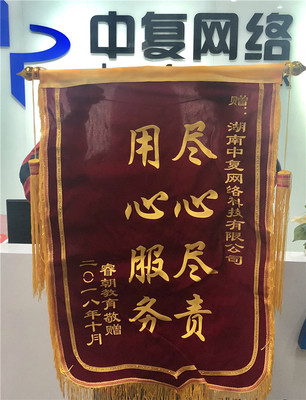 中复网络
赠：湖南中复网络科技有限公司
尽心尽责
用心服务
睿朝教育敬赠
二〇一八年十月